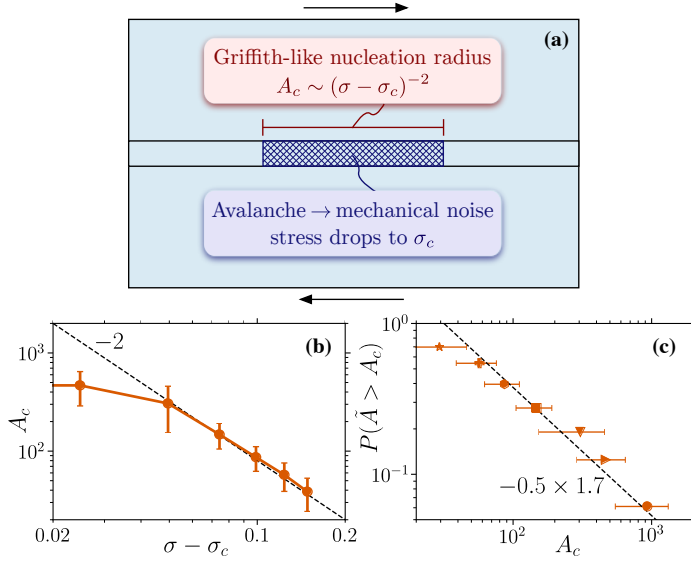 (a)
Griffith-like nucleation radius
A_c ∼ (σ − σ_c)^{−2}
Avalanche → mechanical noise
stress drops to σ_c
(b)
−2
10^3
10^2
A_c
0.02
0.1
0.2
σ − σ_c
(c)
10^0
10^{−1}
P(Ã > A_c)
−0.5 × 1.7
10^2
10^3
A_c